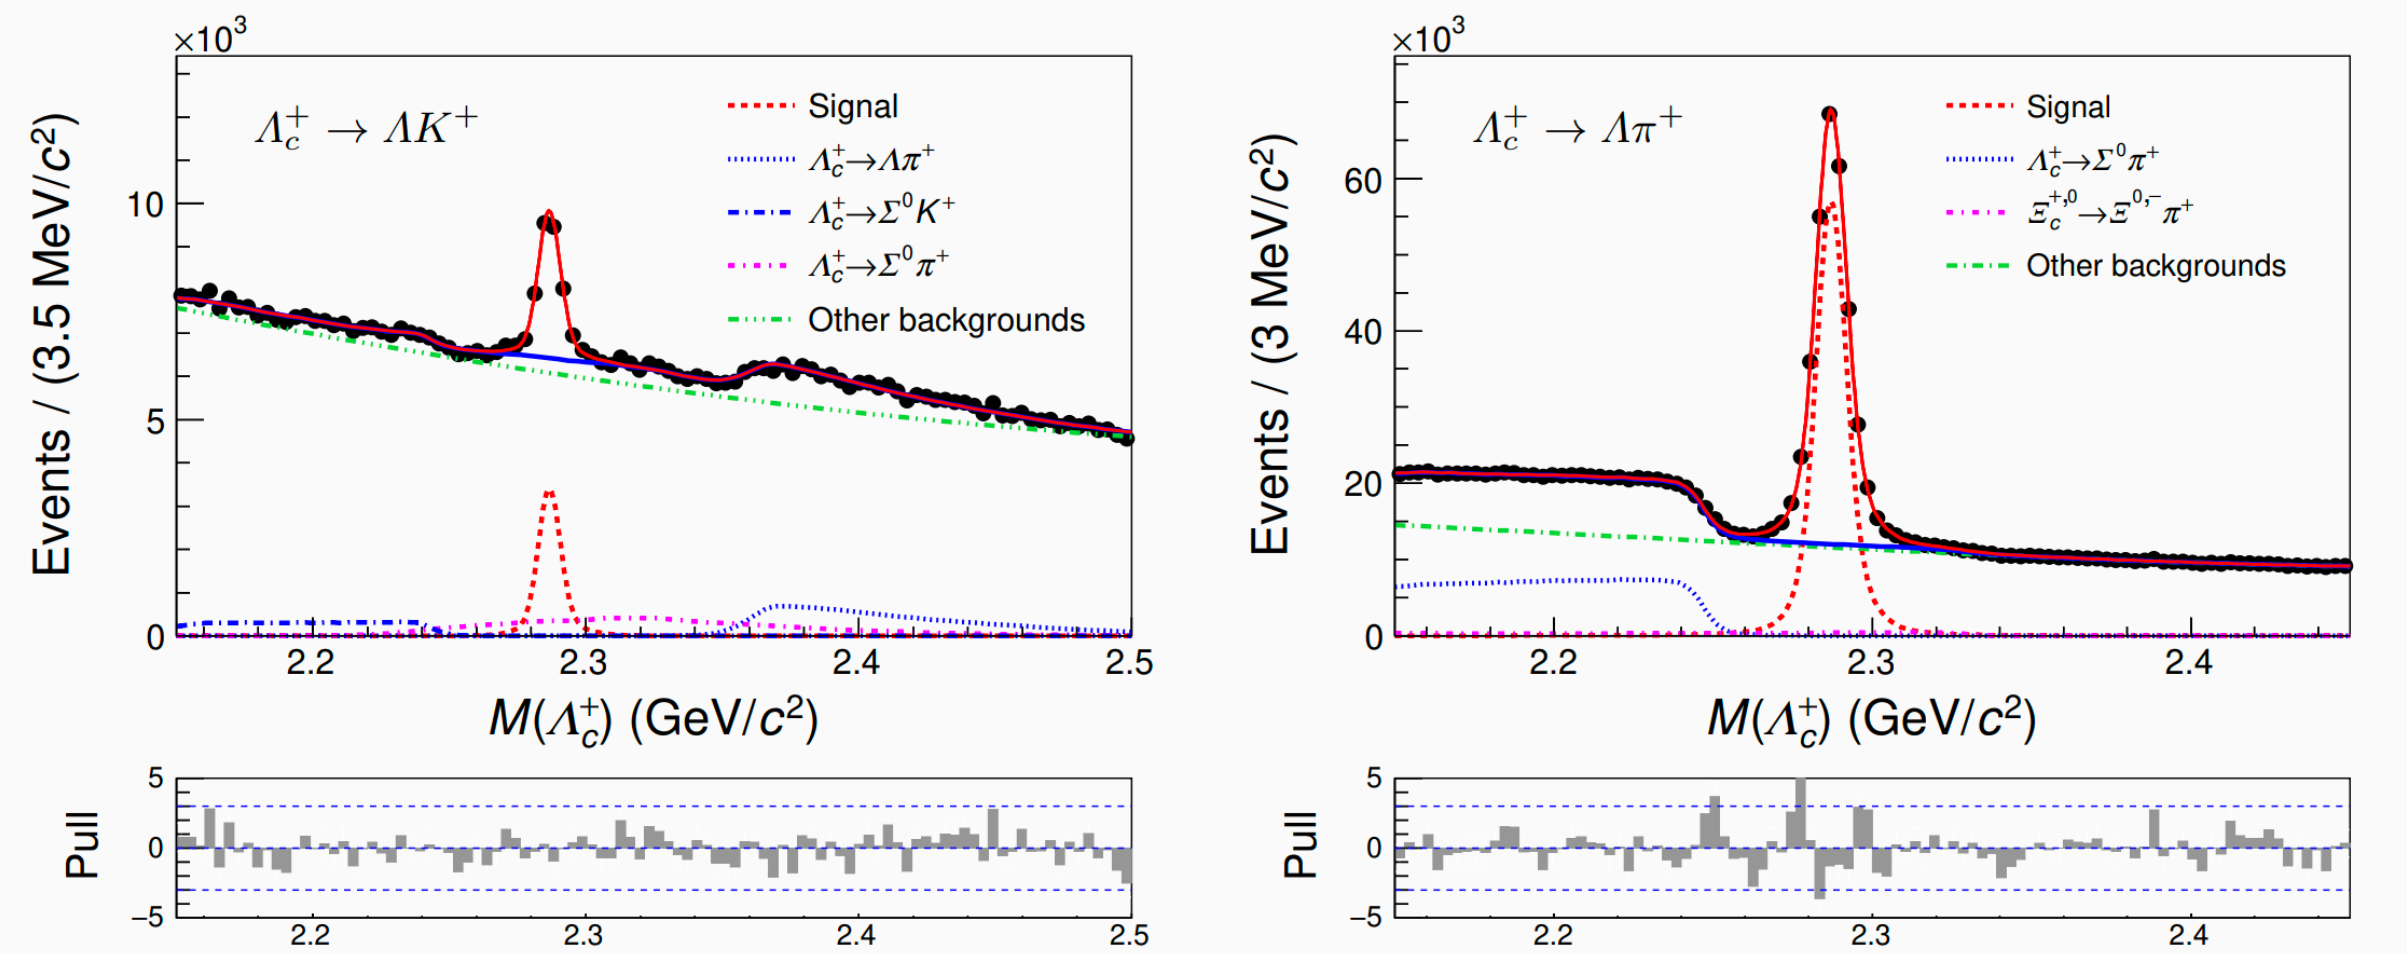 ×10³
Λc⁺ → ΛK⁺
Signal
Λc⁺→Λπ⁺
Λc⁺→Σ⁰K⁺
Λc⁺→Σ⁰π⁺
Other backgrounds
Events / (3.5 MeV/c²)
10
5
0
2.2 2.3 2.4 2.5
M(Λc⁺) (GeV/c²)
Pull
5
0
−5
2.2 2.3 2.4 2.5
×10³
Λc⁺ → Λπ⁺
Signal
Λc⁺→Σ⁰π⁺
Ξc⁺,⁰→Ξ⁰,⁻π⁺
Other backgrounds
Events / (3 MeV/c²)
60
40
20
0
2.2 2.3 2.4
M(Λc⁺) (GeV/c²)
Pull
5
0
−5
2.2 2.3 2.4